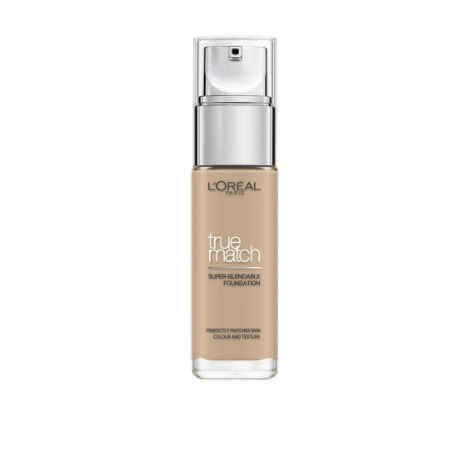 L'ORÉAL
PARIS
true
match
SUPER-BLENDABLE
FOUNDATION
PERFECTLY MATCHES SKIN
COLOUR AND TEXTURE